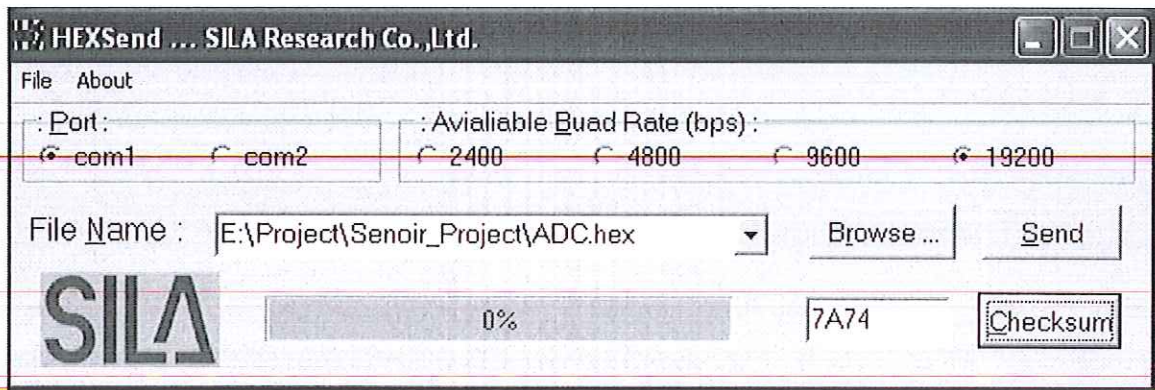 HEXSend ... SILA Research Co.,Ltd.
File About
: Port : : Avialiable Buad Rate (bps) :
com1 com2 2400 4800 9600 19200
File Name : E:\Project\Senoir_Project\ADC.hex Browse ... Send
SILA 0% 7A74 Checksum